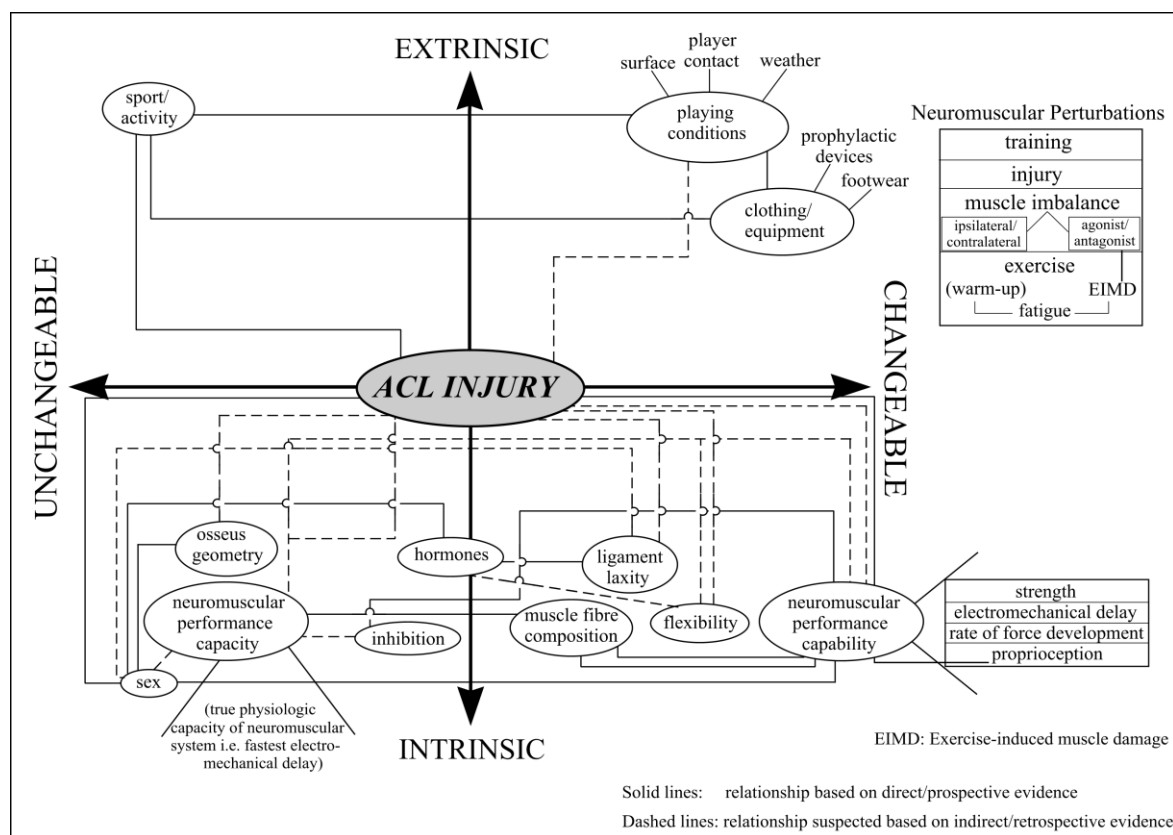 EXTRINSIC
sport/
activity
surface
player
contact
weather
playing
conditions
prophylactic
devices
footwear
clothing/
equipment
Neuromuscular Perturbations
training
injury
muscle imbalance
ipsilateral/
contralateral
agonist/
antagonist
exercise
(warm-up)
EIMD
fatigue
UNCHANGEABLE
ACL INJURY
CHANGEABLE
osseus
geometry
hormones
ligament
laxity
neuromuscular
performance
capacity
inhibition
muscle fibre
composition
flexibility
neuromuscular
performance
capability
strength
electromechanical delay
rate of force development
proprioception
sex
(true physiologic
capacity of neuromuscular
system i.e. fastest electro-
mechanical delay)
INTRINSIC
EIMD: Exercise-induced muscle damage
Solid lines: relationship based on direct/prospective evidence
Dashed lines: relationship suspected based on indirect/retrospective evidence